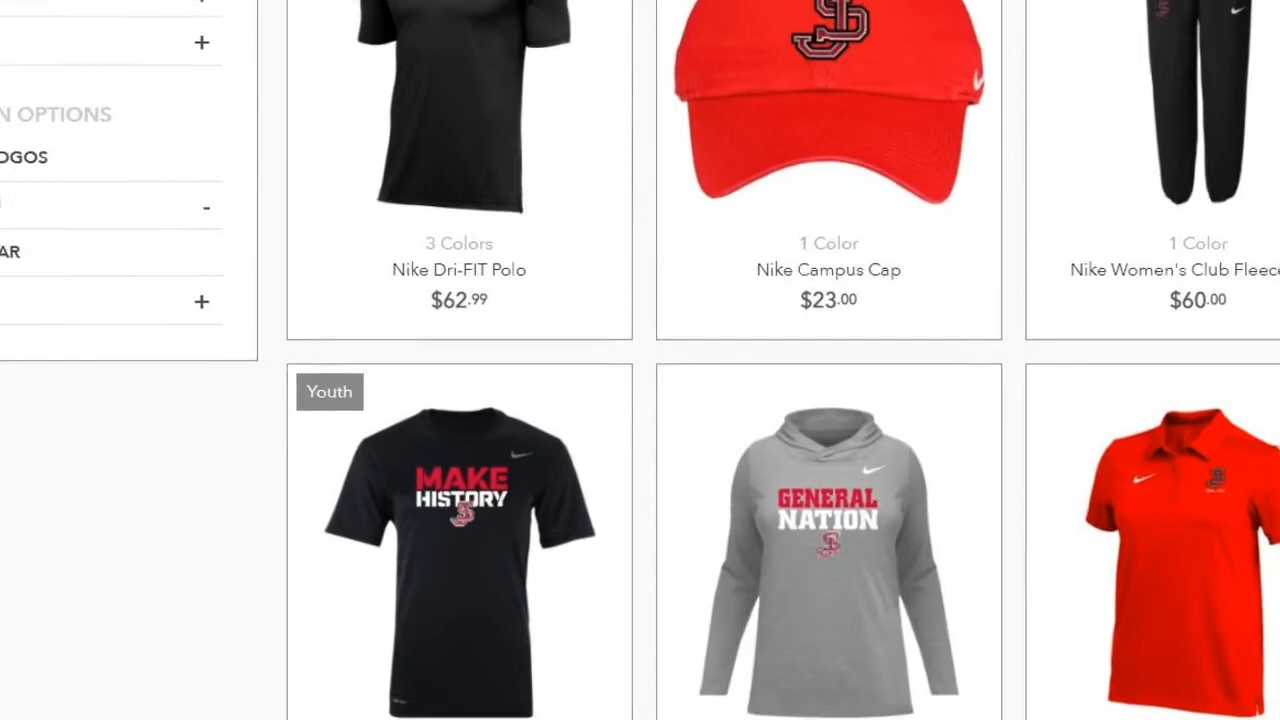 N OPTIONS
OGOS
-
AR
+
+
3 Colors
Nike Dri-FIT Polo
$62.99
1 Color
Nike Campus Cap
$23.00
1 Color
Nike Women's Club Fleece
$60.00
Youth
MAKE
HISTORY
GENERAL
NATION